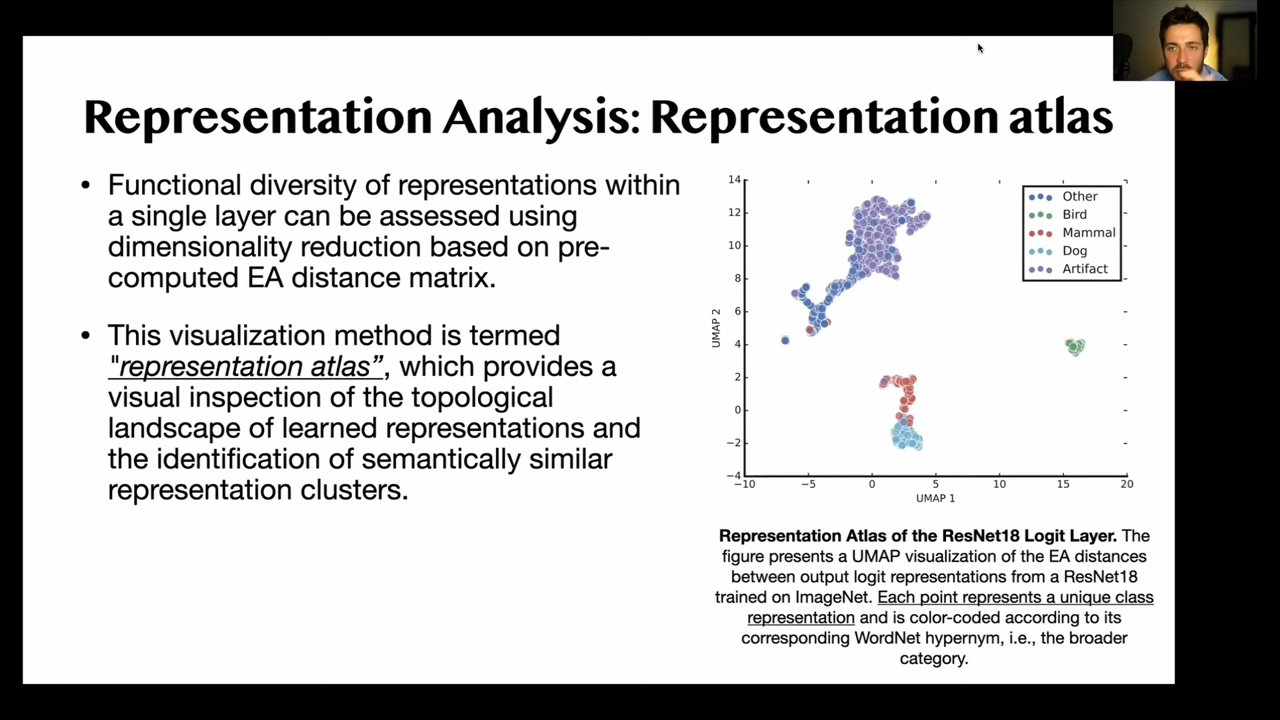 Representation Analysis: Representation atlas
• Functional diversity of representations within
a single layer can be assessed using
dimensionality reduction based on pre-
computed EA distance matrix.
• This visualization method is termed
"representation atlas”, which provides a
visual inspection of the topological
landscape of learned representations and
the identification of semantically similar
representation clusters.
14
12
10
8
6
4
2
0
−2
−4
UMAP 2
−10 −5 0 5 10 15 20
UMAP 1
Other
Bird
Mammal
Dog
Artifact
Representation Atlas of the ResNet18 Logit Layer. The
figure presents a UMAP visualization of the EA distances
between output logit representations from a ResNet18
trained on ImageNet. Each point represents a unique class
representation and is color-coded according to its
corresponding WordNet hypernym, i.e., the broader
category.